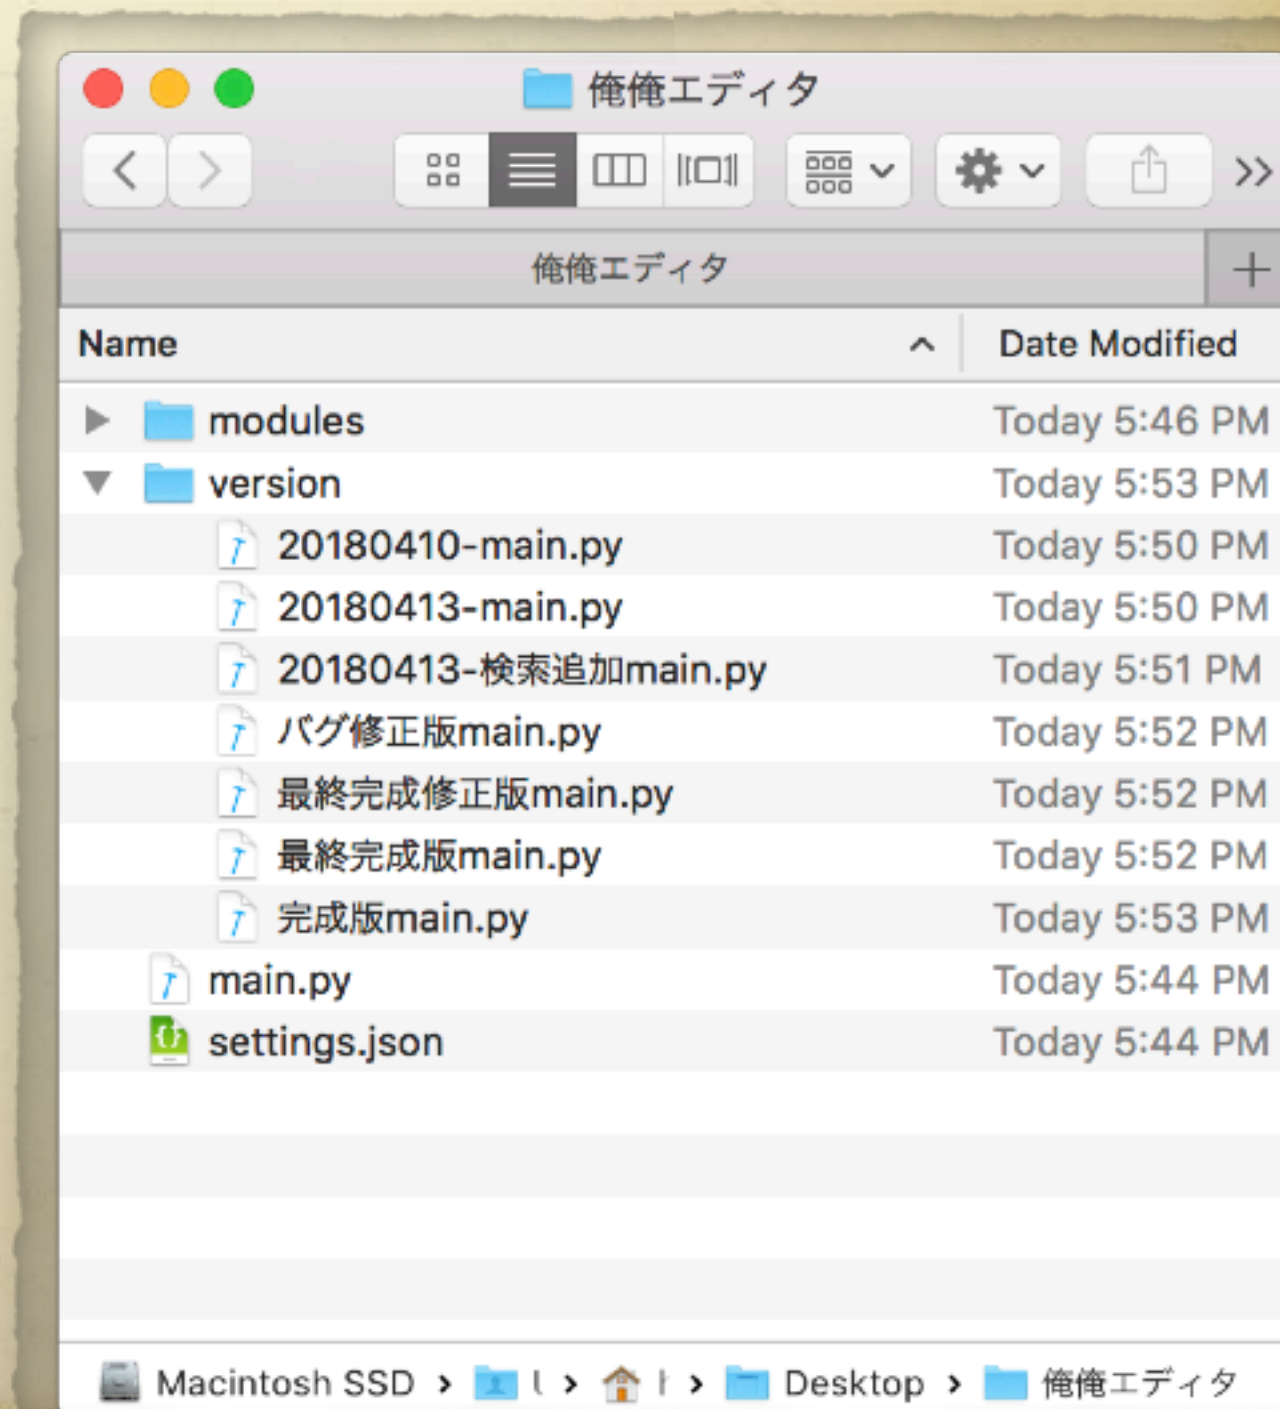 俺俺エディタ
俺俺エディタ
Name Date Modified
modules Today 5:46 PM
version Today 5:53 PM
20180410-main.py Today 5:50 PM
20180413-main.py Today 5:50 PM
20180413-検索追加main.py Today 5:51 PM
バグ修正版main.py Today 5:52 PM
最終完成修正版main.py Today 5:52 PM
最終完成版main.py Today 5:52 PM
完成版main.py Today 5:53 PM
main.py Today 5:44 PM
settings.json Today 5:44 PM
Macintosh SSD › › › Desktop › 俺俺エディタ